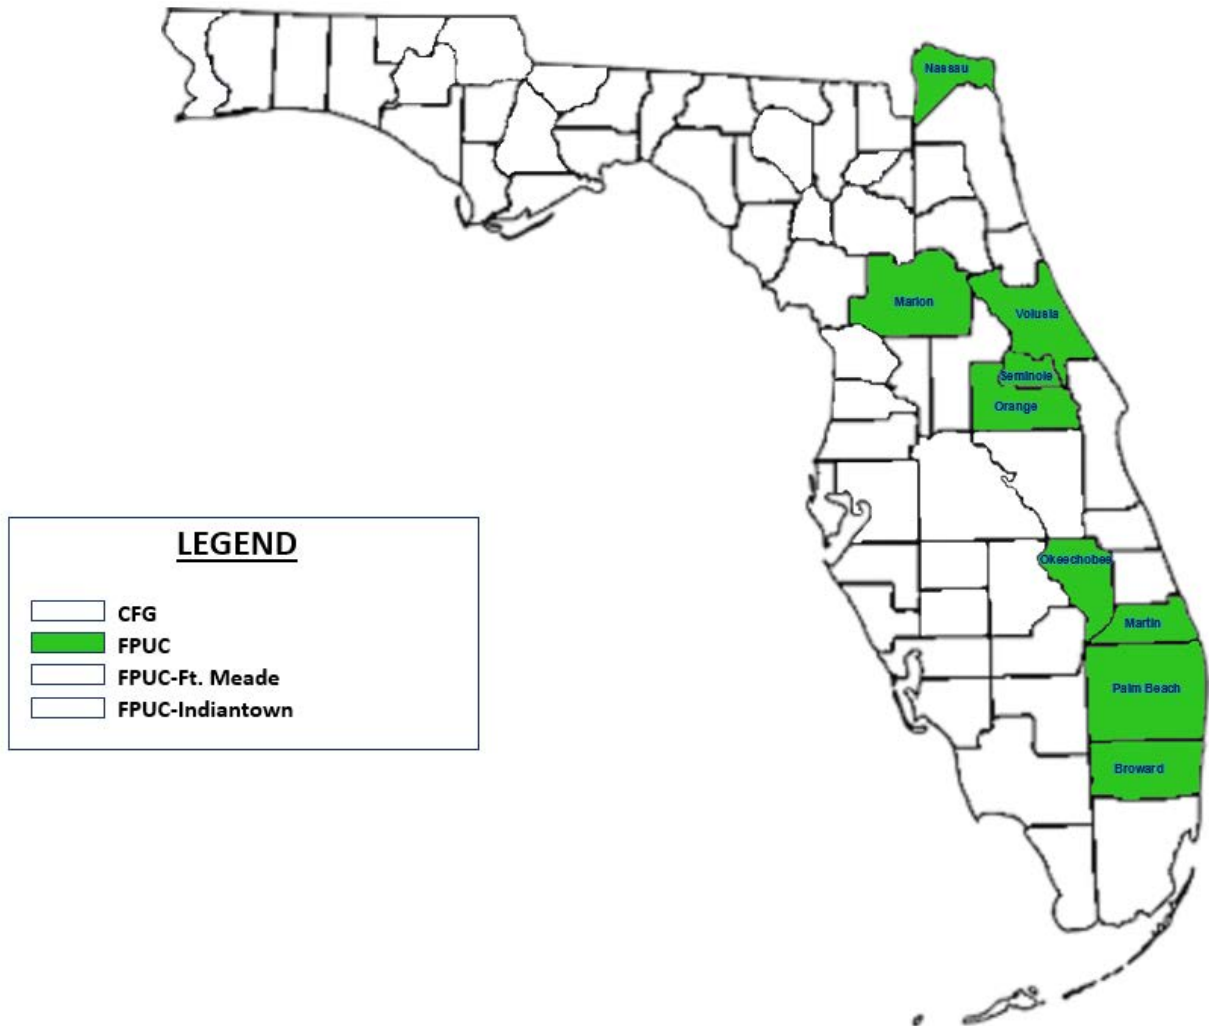 Nassau
Marion
Volusia
Seminole
Orange
LEGEND
CFG
FPUC
FPUC-Ft. Meade
FPUC-Indiantown
Okeechobee
Martin
Palm Beach
Broward